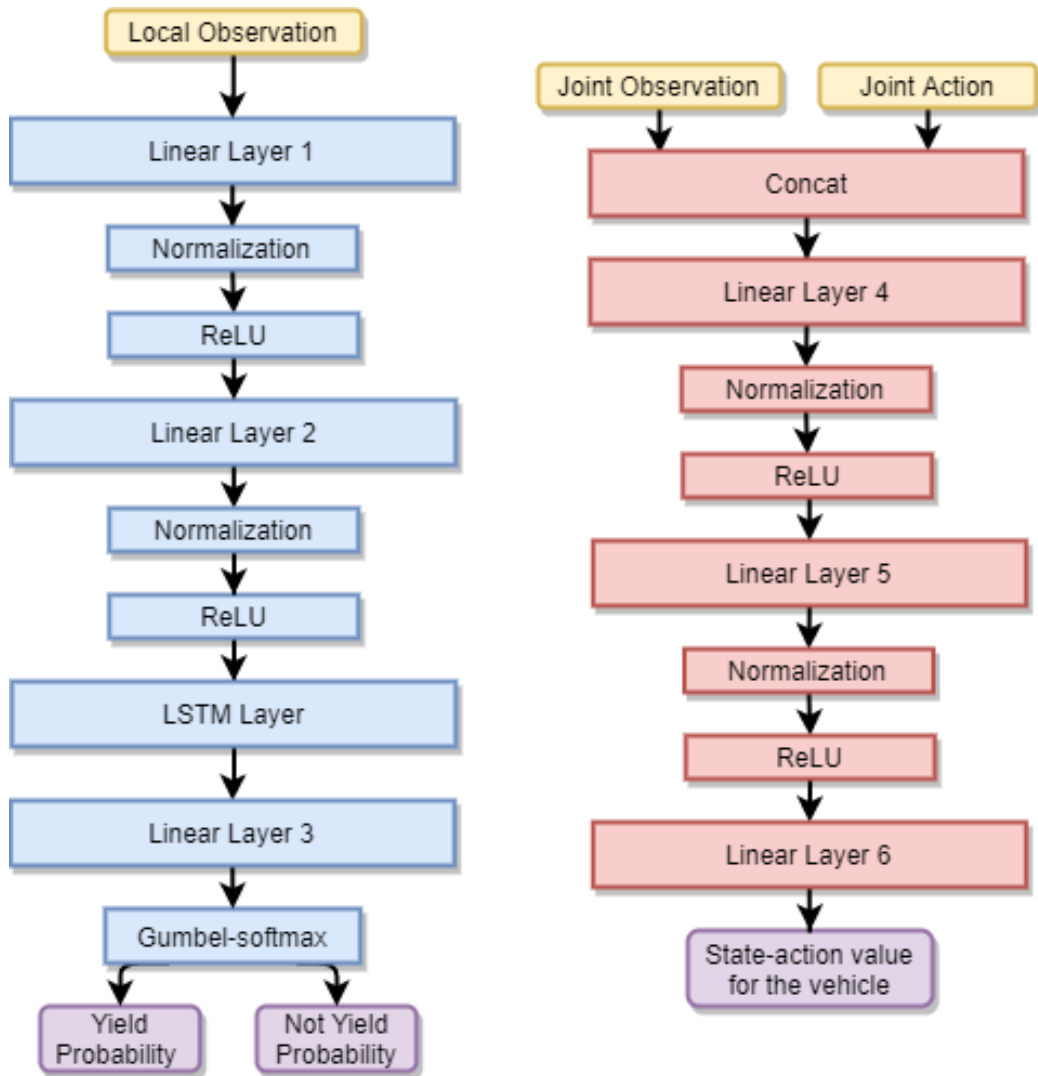 Local Observation
Linear Layer 1
Normalization
ReLU
Linear Layer 2
Normalization
ReLU
LSTM Layer
Linear Layer 3
Gumbel-softmax
Yield
Probability
Not Yield
Probability
Joint Observation
Joint Action
Concat
Linear Layer 4
Normalization
ReLU
Linear Layer 5
Normalization
ReLU
Linear Layer 6
State-action value
for the vehicle